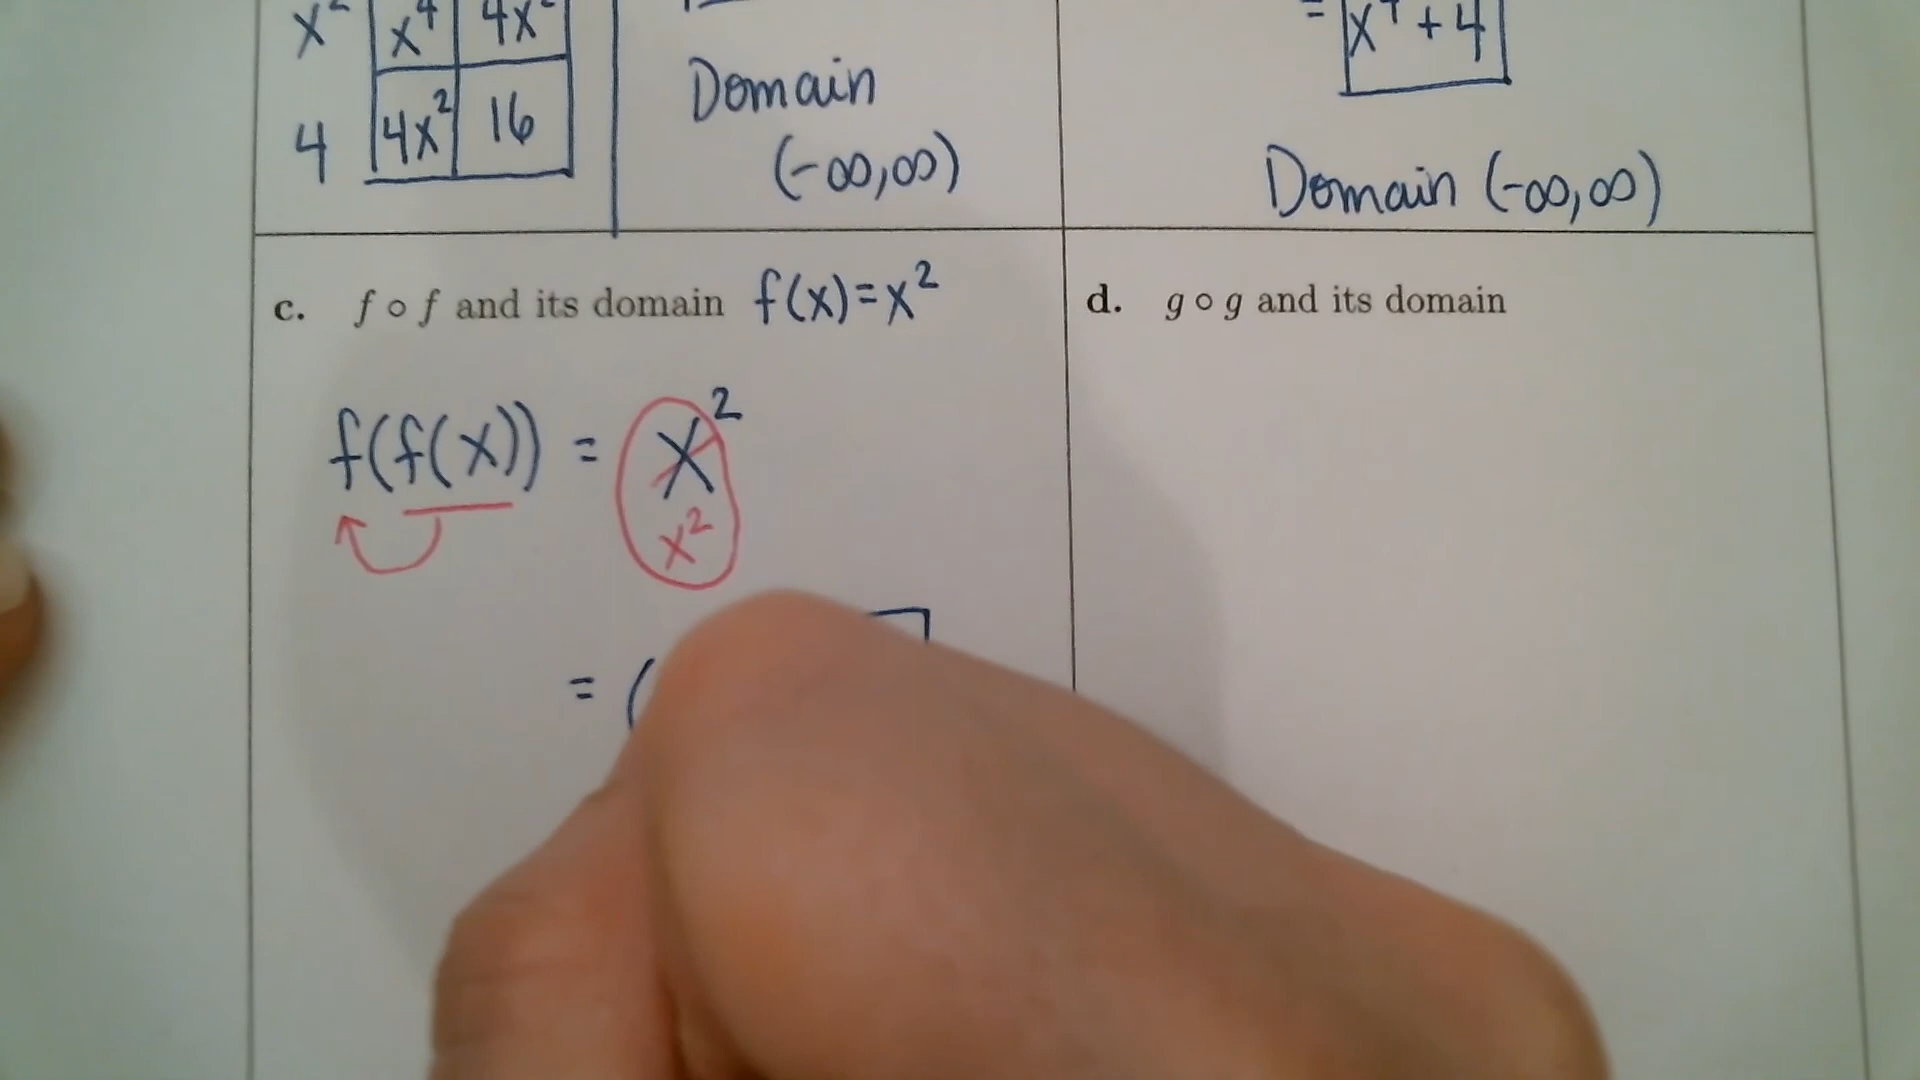 x² x⁴ 4x²
4 4x² 16
Domain
(-∞,∞)
= x⁴ + 4
Domain (-∞,∞)
c. f ∘ f and its domain f(x)=x²
f(f(x)) = x²
x²
= (
d. g ∘ g and its domain